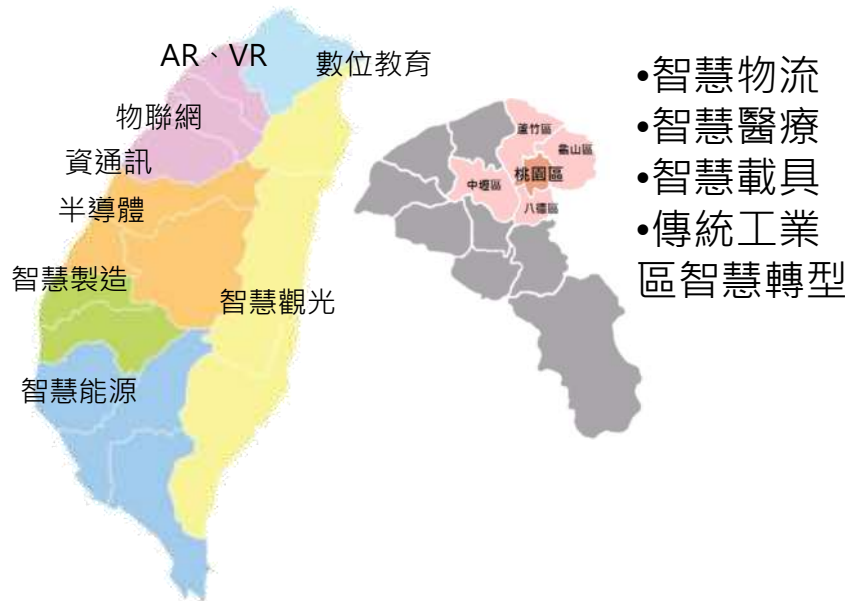 AR、VR
數位教育
物聯網
資通訊
半導體
智慧製造
智慧觀光
智慧能源
蘆竹區
龜山區
桃園區
中壢區
八德區
•智慧物流
•智慧醫療
•智慧載具
•傳統工業
區智慧轉型